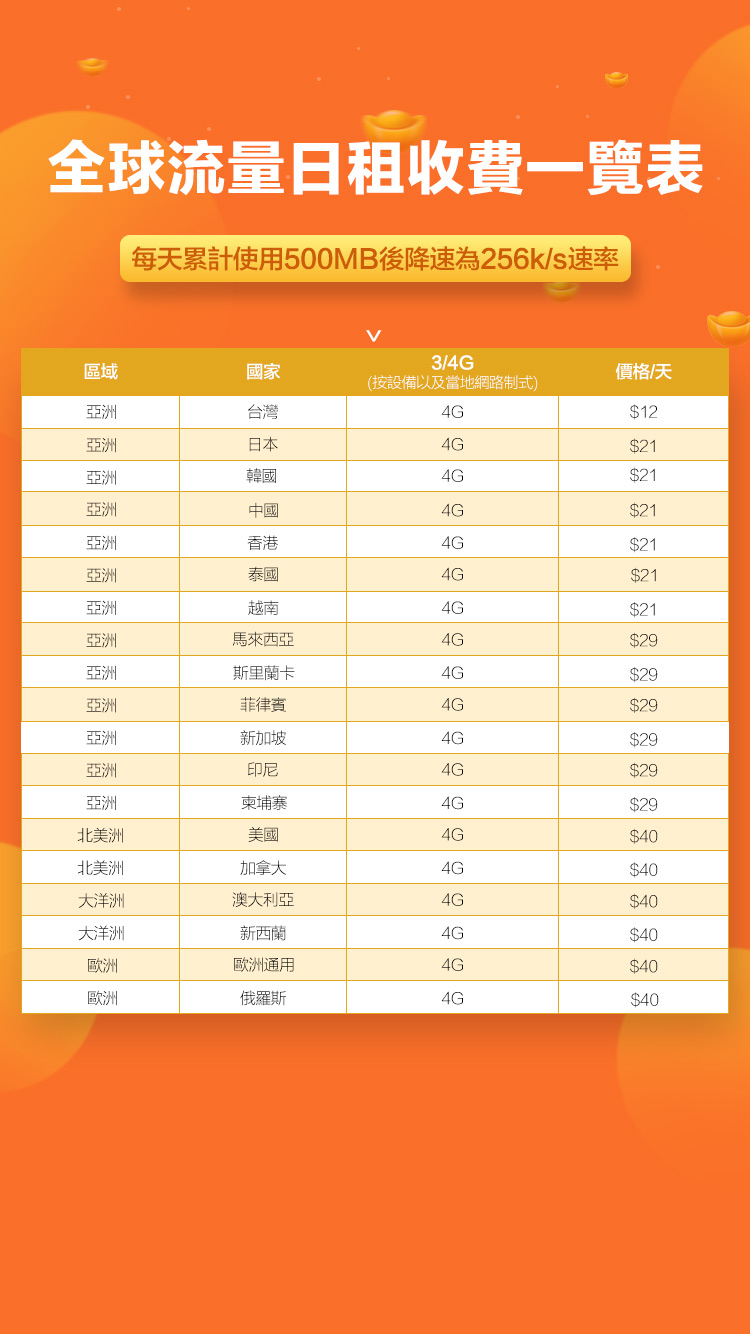 全球流量日租收費一覽表
每天累計使用500MB後降速為256k/s速率
區域 國家 3/4G 價格/天
(按設備以及當地網路制式)
亞洲 台灣 4G $12
亞洲 日本 4G $21
亞洲 韓國 4G $21
亞洲 中國 4G $21
亞洲 香港 4G $21
亞洲 泰國 4G $21
亞洲 越南 4G $21
亞洲 馬來西亞 4G $29
亞洲 斯里蘭卡 4G $29
亞洲 菲律賓 4G $29
亞洲 新加坡 4G $29
亞洲 印尼 4G $29
亞洲 柬埔寨 4G $29
北美洲 美國 4G $40
北美洲 加拿大 4G $40
大洋洲 澳大利亞 4G $40
大洋洲 新西蘭 4G $40
歐洲 歐洲通用 4G $40
歐洲 俄羅斯 4G $40